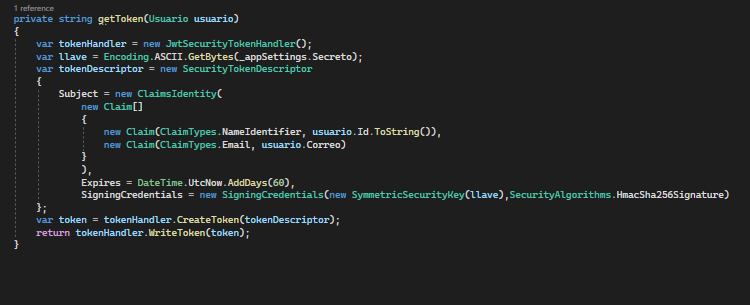 1 reference
private string getToken(Usuario usuario)
{
var tokenHandler = new JwtSecurityTokenHandler();
var llave = Encoding.ASCII.GetBytes(_appSettings.Secreto);
var tokenDescriptor = new SecurityTokenDescriptor
{
Subject = new ClaimsIdentity(
new Claim[]
{
new Claim(ClaimTypes.NameIdentifier, usuario.Id.ToString()),
new Claim(ClaimTypes.Email, usuario.Correo)
}
),
Expires = DateTime.UtcNow.AddDays(60),
SigningCredentials = new SigningCredentials(new SymmetricSecurityKey(llave),SecurityAlgorithms.HmacSha256Signature)
};
var token = tokenHandler.CreateToken(tokenDescriptor);
return tokenHandler.WriteToken(token);
}